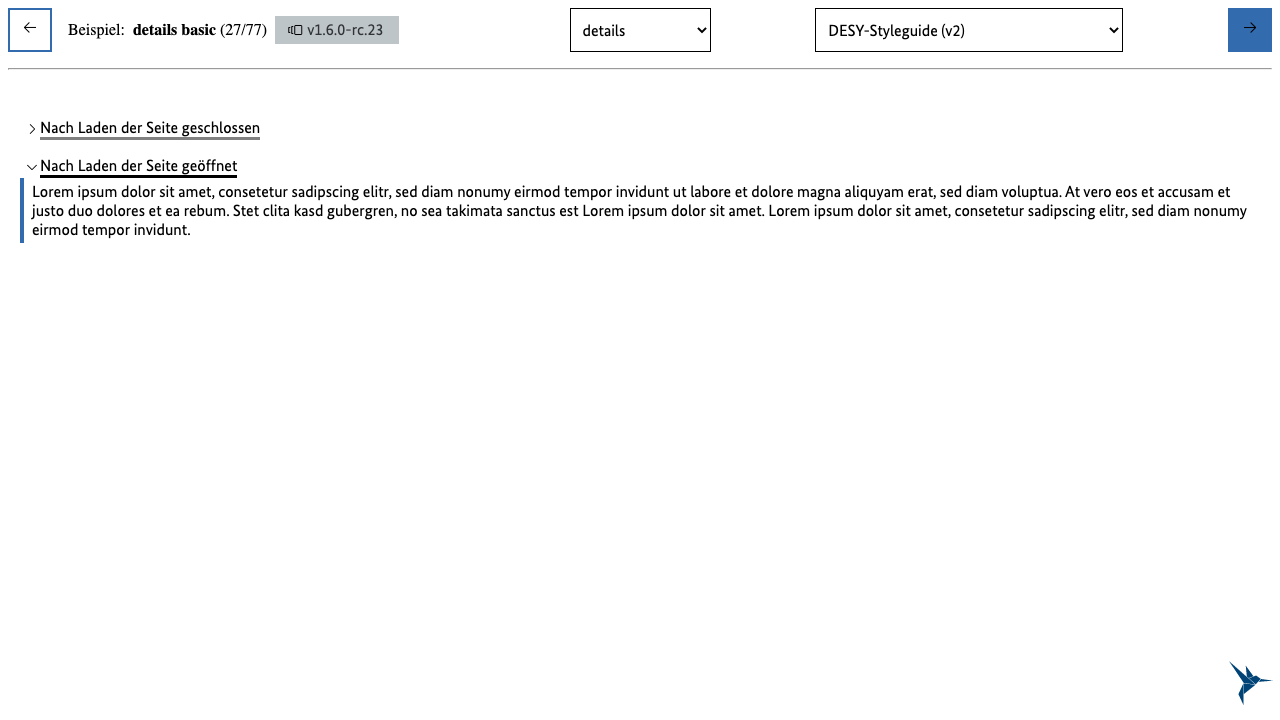 Beispiel: details basic (27/77) v1.6.0-rc.23 details DESY-Styleguide (v2)
Nach Laden der Seite geschlossen
Nach Laden der Seite geöffnet
Lorem ipsum dolor sit amet, consetetur sadipscing elitr, sed diam nonumy eirmod tempor invidunt ut labore et dolore magna aliquyam erat, sed diam voluptua. At vero eos et accusam et
justo duo dolores et ea rebum. Stet clita kasd gubergren, no sea takimata sanctus est Lorem ipsum dolor sit amet. Lorem ipsum dolor sit amet, consetetur sadipscing elitr, sed diam nonumy
eirmod tempor invidunt.